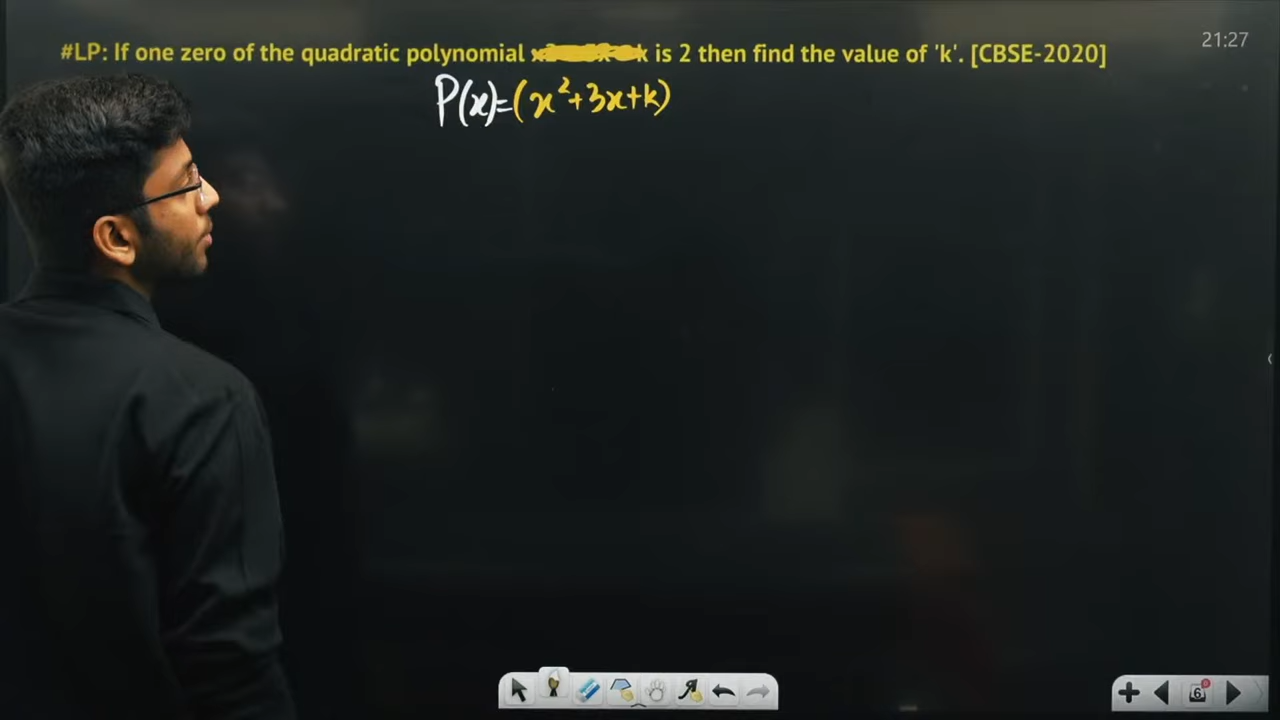 21:27
#LP: If one zero of the quadratic polynomial is 2 then find the value of 'k'. [CBSE-2020]
P(x)=(x²+3x+k)
6